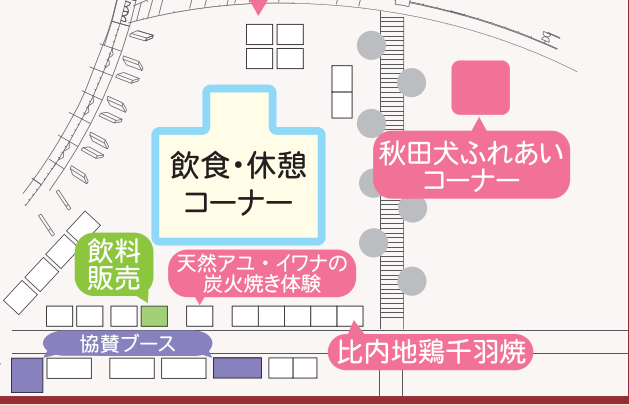 飲食・休憩
コーナー
秋田犬ふれあい
コーナー
飲料
販売
天然アユ・イワナの
炭火焼き体験
協賛ブース
比内地鶏千羽焼